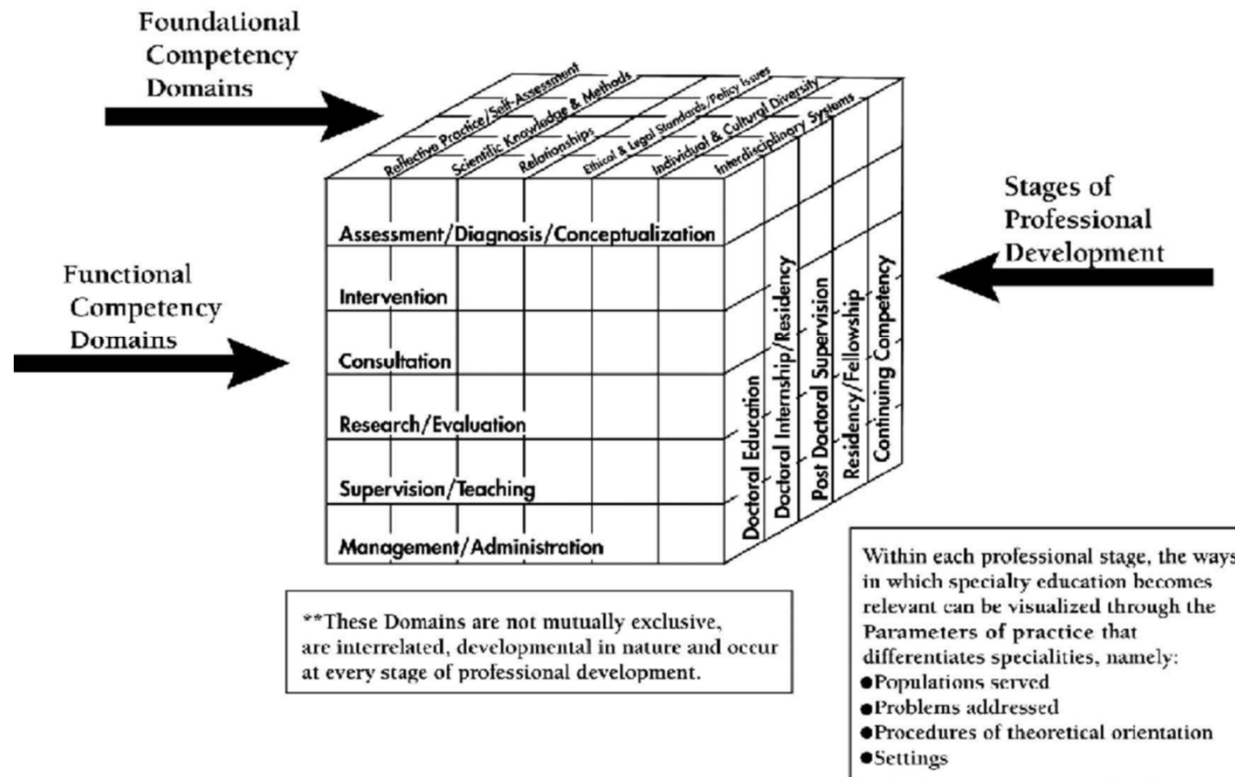 Foundational
Competency
Domains
Reflective Practice/Self-Assessment
Scientific Knowledge & Methods
Relationships
Ethical & Legal Standards/Policy Issues
Individual & Cultural Diversity
Interdisciplinary Systems
Functional
Competency
Domains
Assessment/Diagnosis/Conceptualization
Intervention
Consultation
Research/Evaluation
Supervision/Teaching
Management/Administration
Doctoral Education
Doctoral Internship/Residency
Post Doctoral Supervision
Residency/Fellowship
Continuing Competency
Stages of
Professional
Development
**These Domains are not mutually exclusive,
are interrelated, developmental in nature and occur
at every stage of professional development.
Within each professional stage, the ways
in which specialty education becomes
relevant can be visualized through the
Parameters of practice that
differentiates specialities, namely:
●Populations served
●Problems addressed
●Procedures of theoretical orientation
●Settings